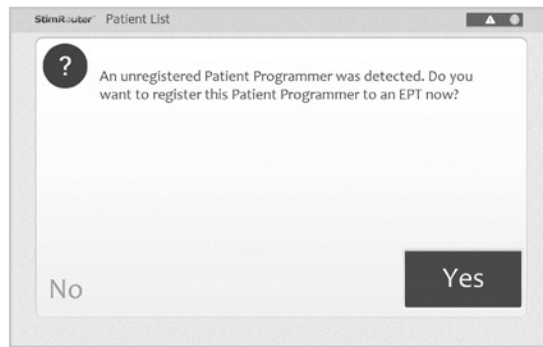 StimRouter™ Patient List
?
An unregistered Patient Programmer was detected. Do you
want to register this Patient Programmer to an EPT now?
No
Yes